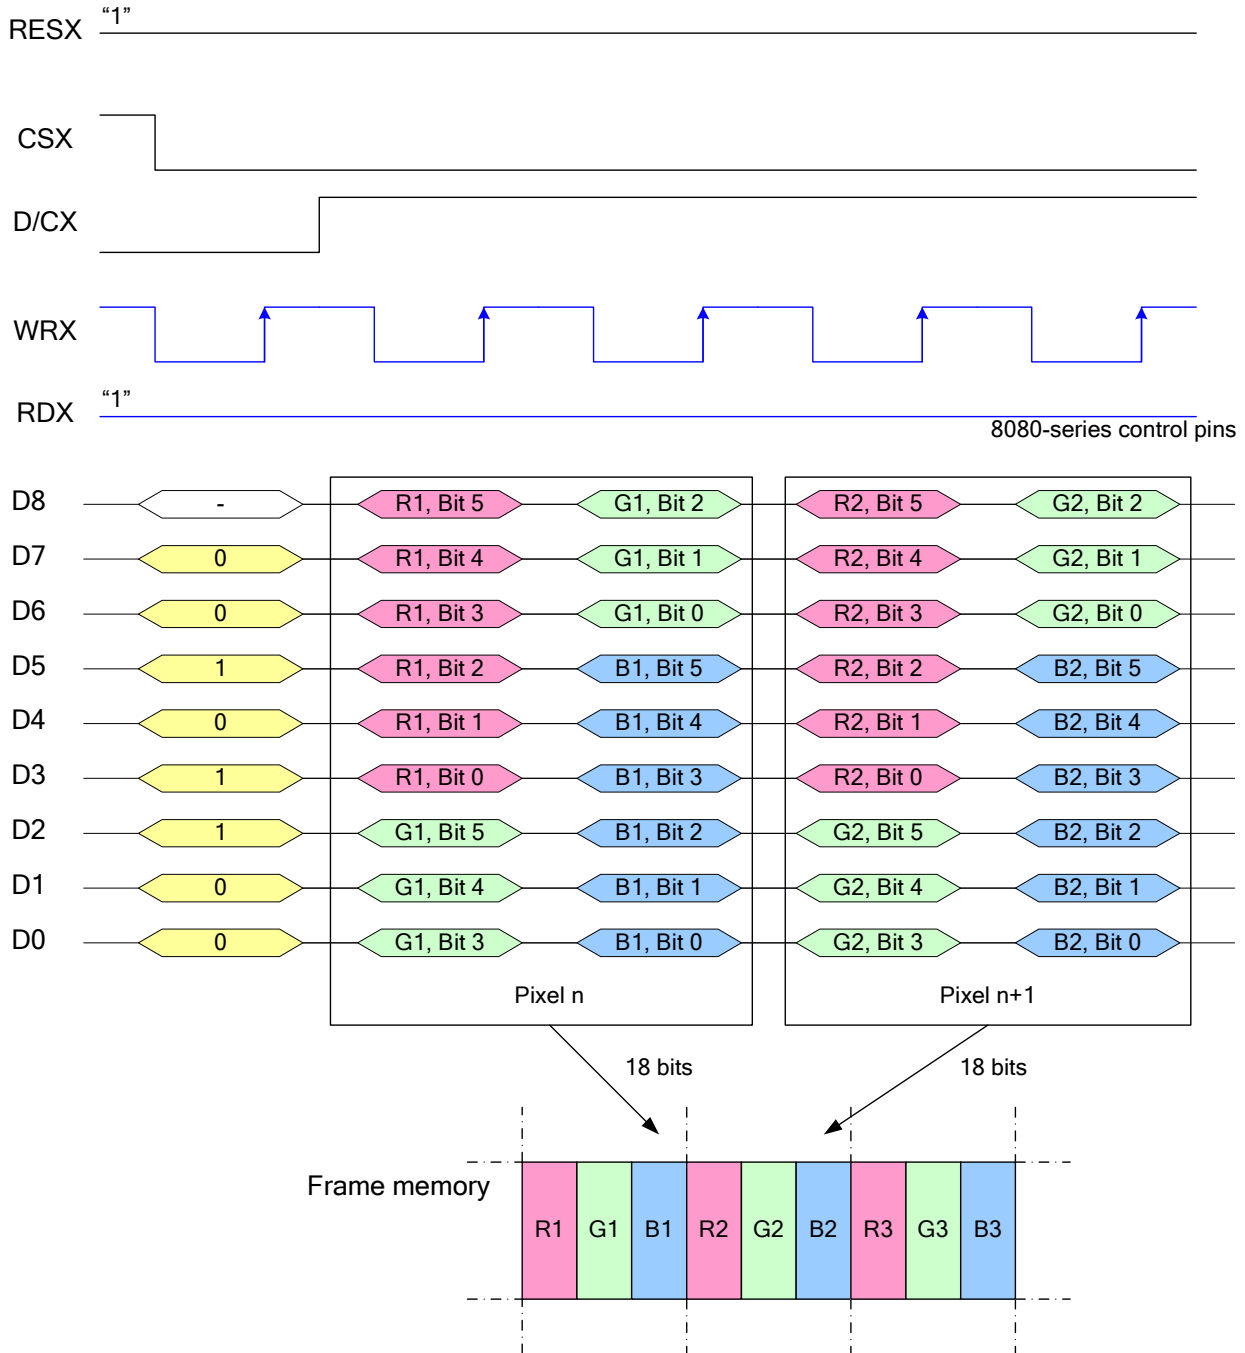 RESX “1”
CSX
D/CX
WRX
RDX “1”
8080-series control pins
D8 - R1, Bit 5 G1, Bit 2 R2, Bit 5 G2, Bit 2
D7 0 R1, Bit 4 G1, Bit 1 R2, Bit 4 G2, Bit 1
D6 0 R1, Bit 3 G1, Bit 0 R2, Bit 3 G2, Bit 0
D5 1 R1, Bit 2 B1, Bit 5 R2, Bit 2 B2, Bit 5
D4 0 R1, Bit 1 B1, Bit 4 R2, Bit 1 B2, Bit 4
D3 1 R1, Bit 0 B1, Bit 3 R2, Bit 0 B2, Bit 3
D2 1 G1, Bit 5 B1, Bit 2 G2, Bit 5 B2, Bit 2
D1 0 G1, Bit 4 B1, Bit 1 G2, Bit 4 B2, Bit 1
D0 0 G1, Bit 3 B1, Bit 0 G2, Bit 3 B2, Bit 0
Pixel n Pixel n+1
18 bits 18 bits
Frame memory
R1 G1 B1 R2 G2 B2 R3 G3 B3